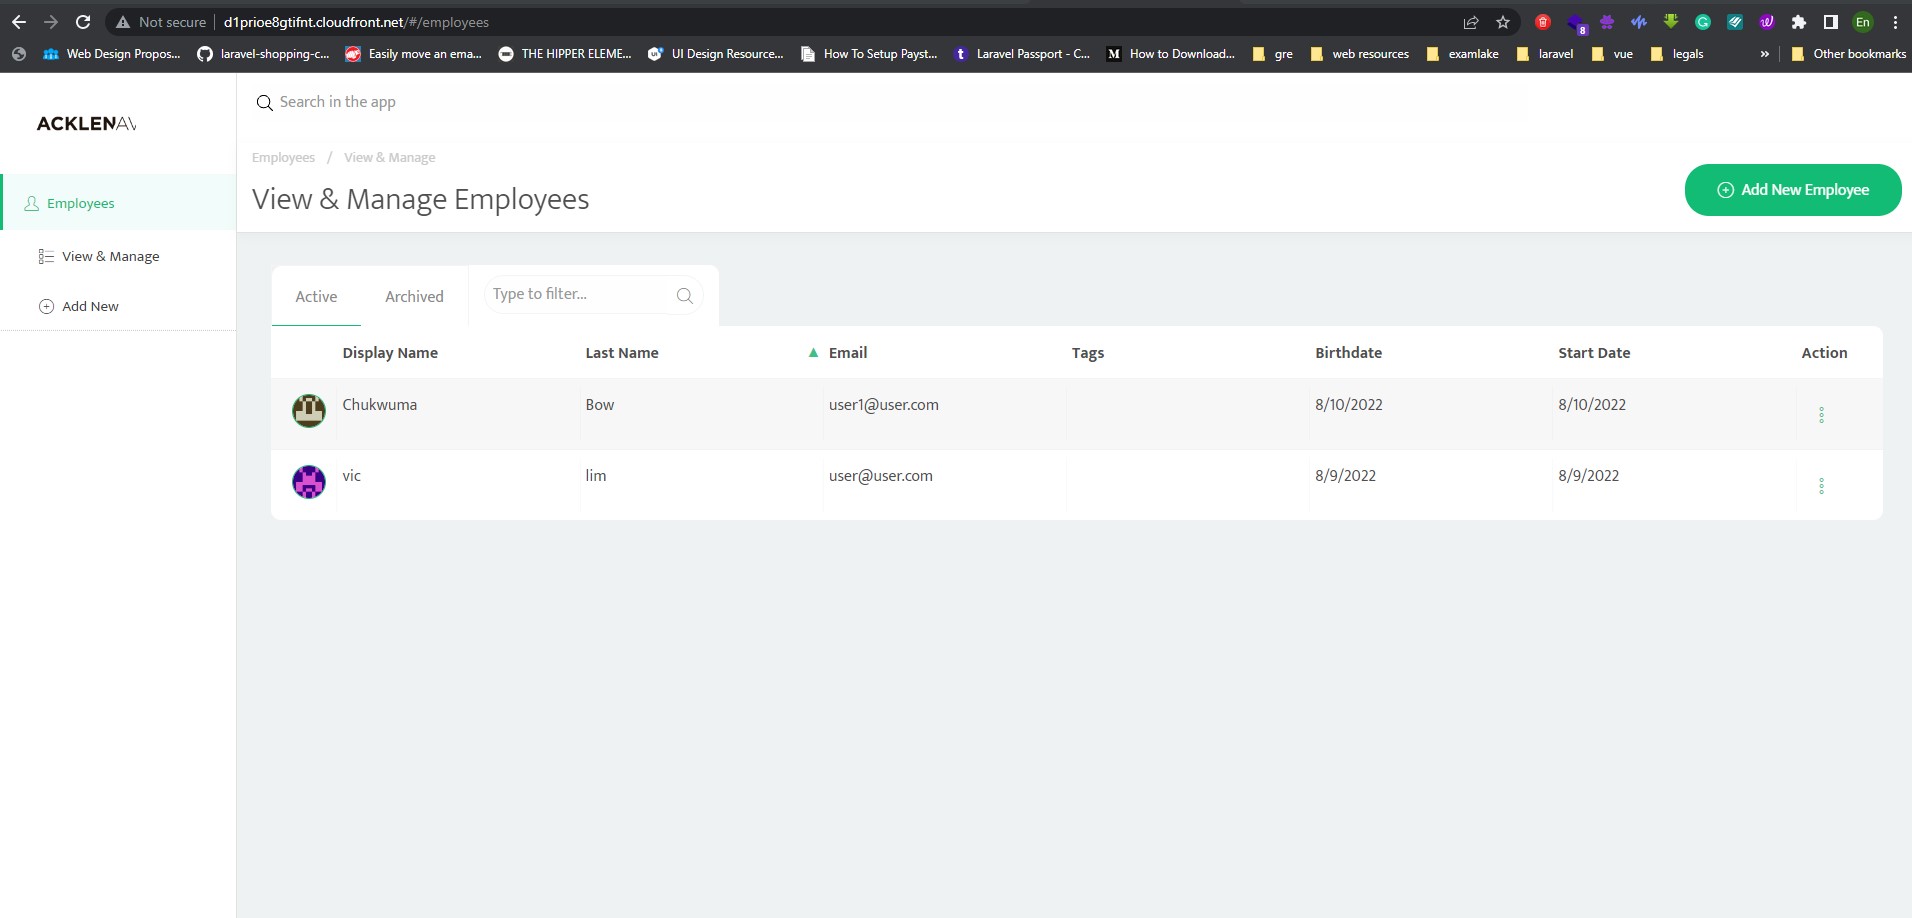 Not secure d1prioe8gtifnt.cloudfront.net/#/employees 8 En
Web Design Propos... laravel-shopping-c... Easily move an ema... THE HIPPER ELEME... UI Design Resource... How To Setup Payst... t Laravel Passport - C... M How to Download... gre web resources examlake laravel vue legals » Other bookmarks
ACKLENAV
Search in the app
Employees / View & Manage
View & Manage Employees
Add New Employee
Employees
View & Manage
Add New
Active Archived Type to filter...
Display Name Last Name ▲ Email Tags Birthdate Start Date Action
Chukwuma Bow user1@user.com 8/10/2022 8/10/2022
vic lim user@user.com 8/9/2022 8/9/2022